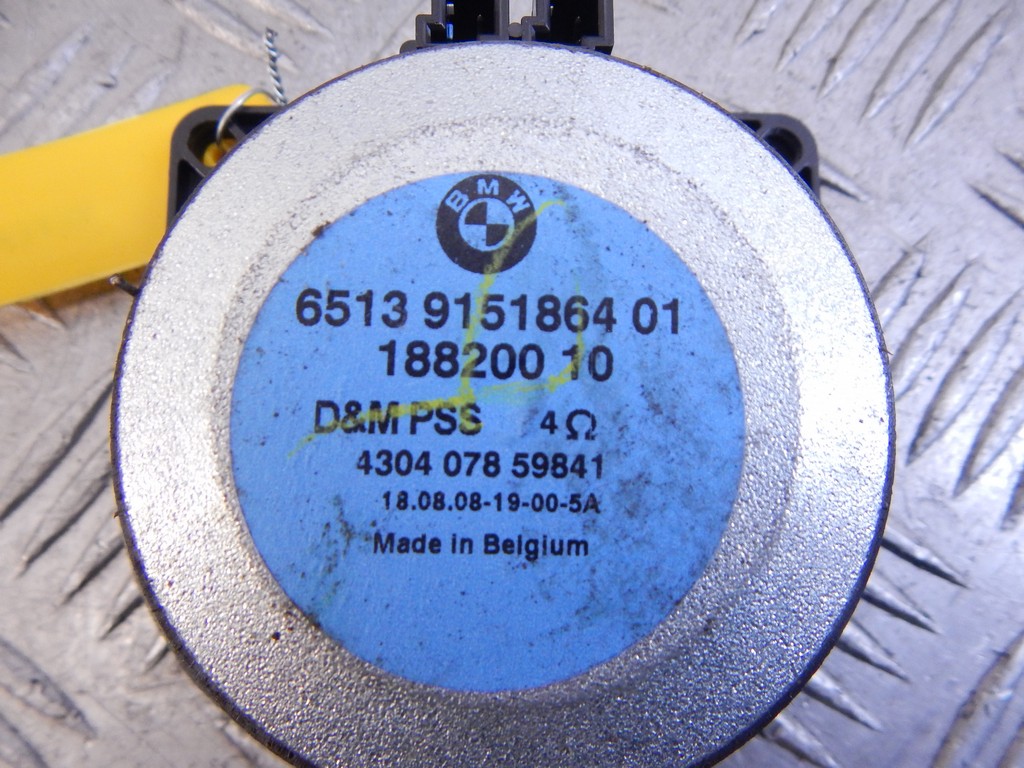 BMW
6513 9151864 01
188200 10
D&M PSS 4Ω
4304 078 59841
18.08.08-19-00-5A
Made in Belgium